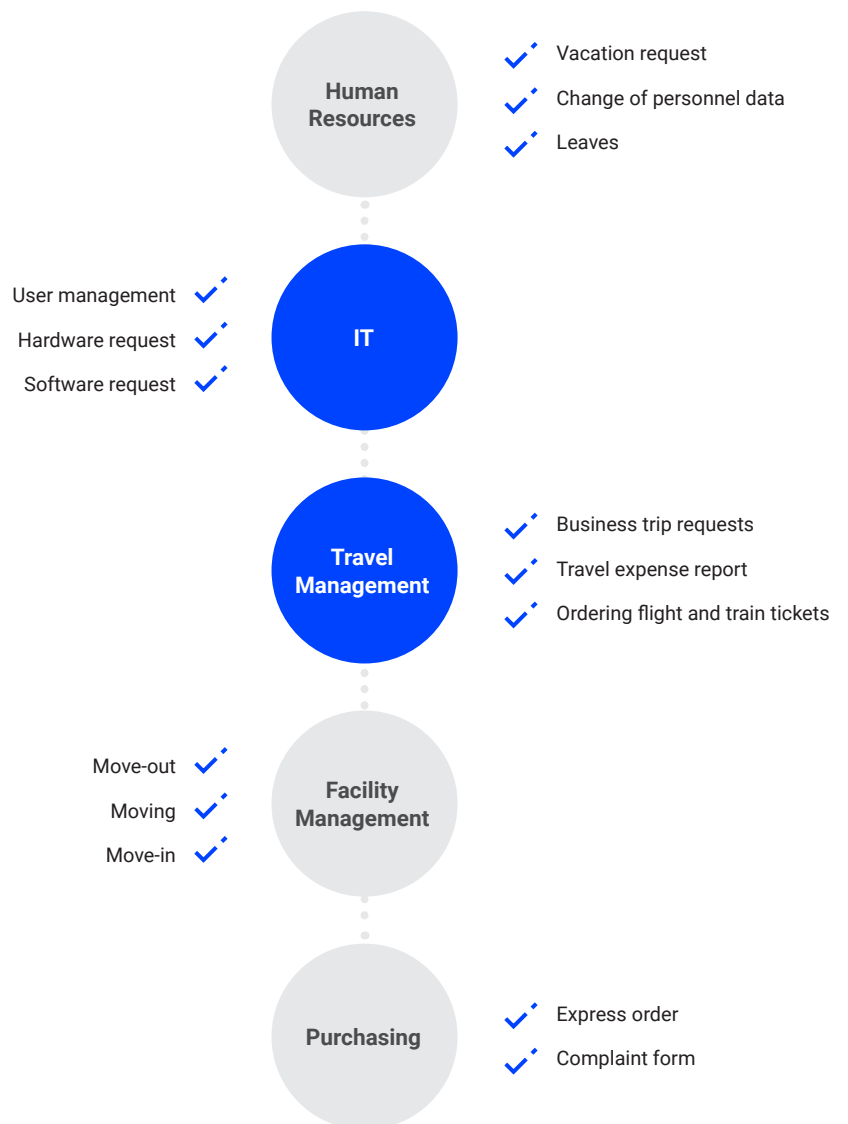 Human
Resources
Vacation request
Change of personnel data
Leaves
IT
User management
Hardware request
Software request
Travel
Management
Business trip requests
Travel expense report
Ordering flight and train tickets
Facility
Management
Move-out
Moving
Move-in
Purchasing
Express order
Complaint form